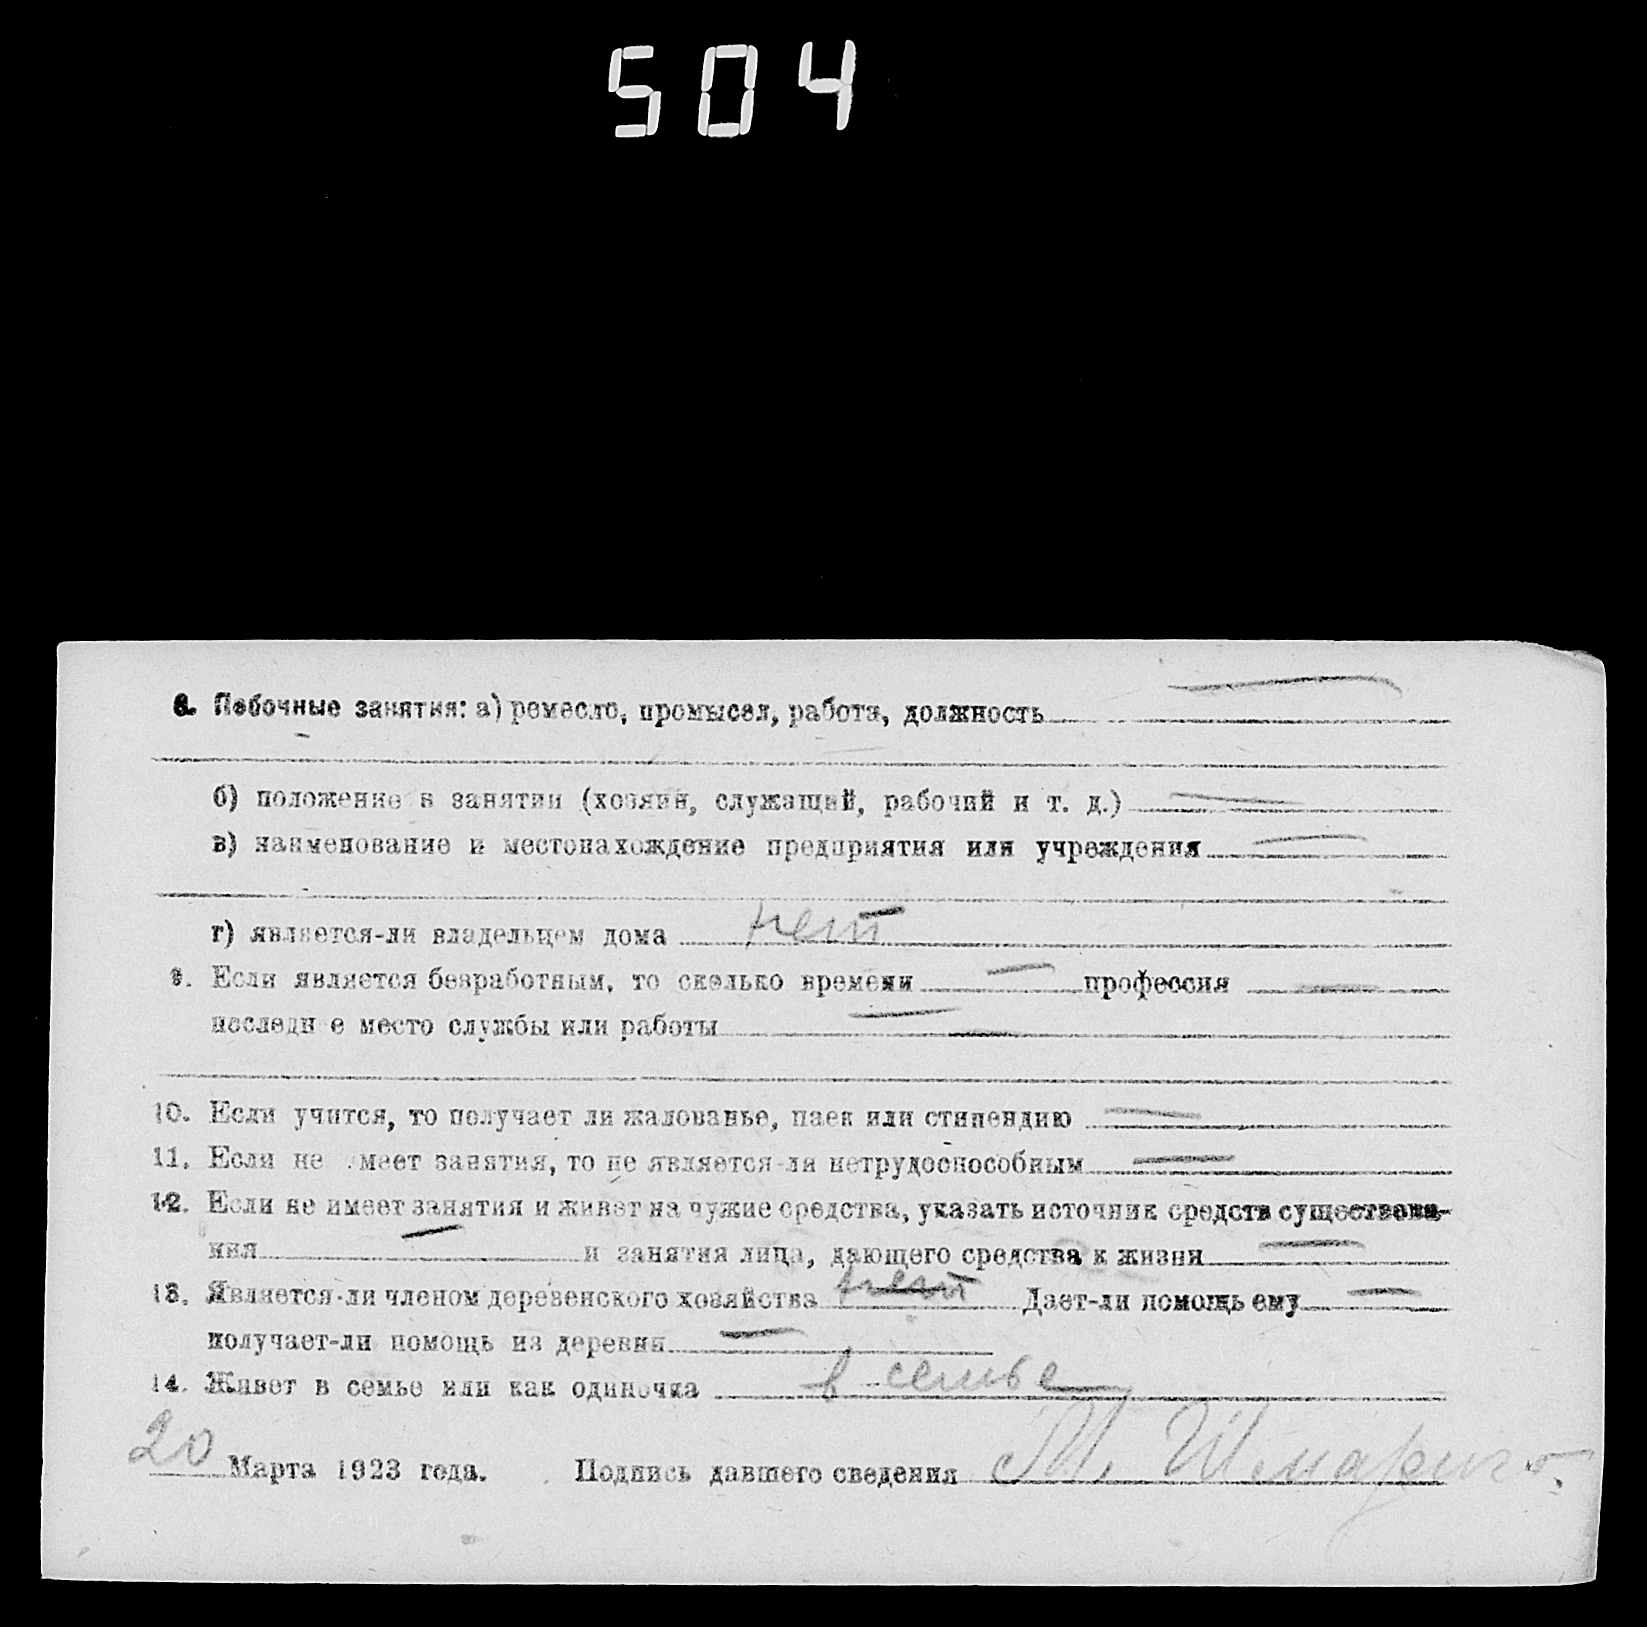 504
8. Побочные занятия: а) ремесло, промысел, работа, должность
б) положение в занятии (хозяин, служащий, рабочий и т. д.)
в) наименование и местонахождение предприятия или учреждения
г) является-ли владельцем дома нет
9. Если является безработным, то сколько времени — профессия —
последн е место службы или работы —
10. Если учится, то получает ли жалованье, паек или стипендию —
11. Если не имеет занятия, то не является-ли нетрудоспособным —
12. Если не имеет занятия и живет на чужие средства, указать источник средств существова-
ния — и занятия лица, дающего средства к жизни —
13. Является-ли членом деревенского хозяйства нет Дает-ли помощь ему —
получает-ли помощь из деревни —
14. Живет в семье или как одиночка в семье
20 Марта 1923 года. Подпись давшего сведения М.